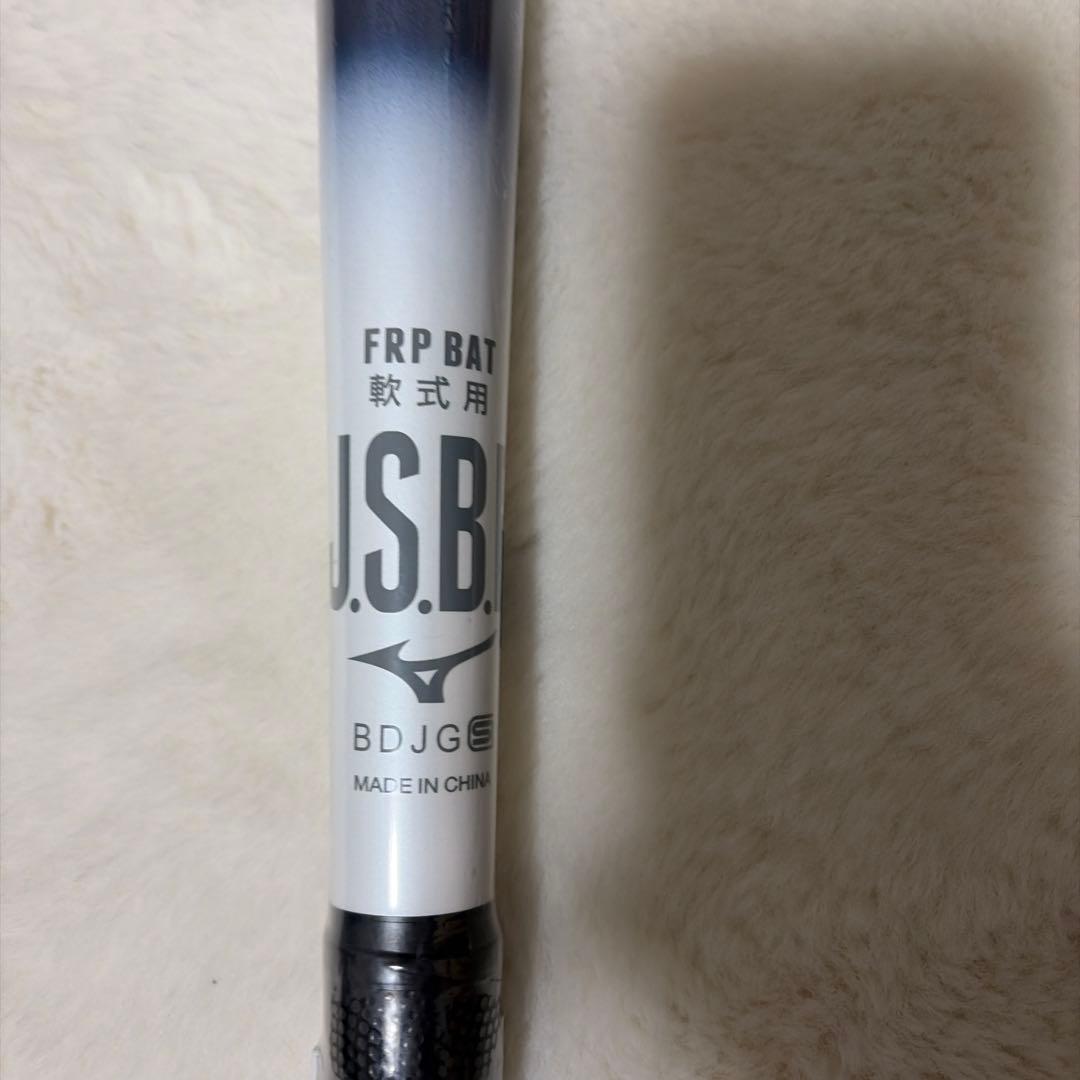 FRP BAT
軟式用
J.S.B.
BDJG S
MADE IN CHINA